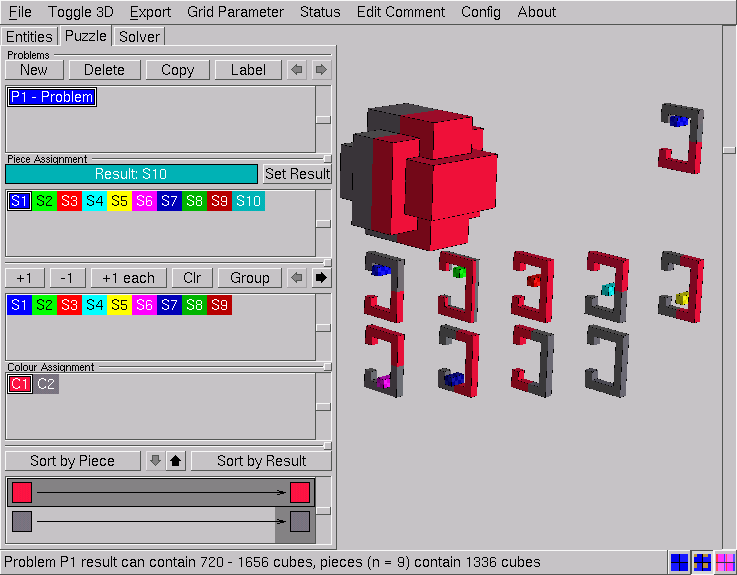 File Toggle 3D Export Grid Parameter Status Edit Comment Config About
Entities Puzzle Solver
Problems
New Delete Copy Label
P1 - Problem
Piece Assignment
Result: S10 Set Result
S1 S2 S3 S4 S5 S6 S7 S8 S9 S10
+1 -1 +1 each Clr Group
S1 S2 S3 S4 S5 S6 S7 S8 S9
Colour Assignment
C1 C2
Sort by Piece Sort by Result
Problem P1 result can contain 720 - 1656 cubes, pieces (n = 9) contain 1336 cubes